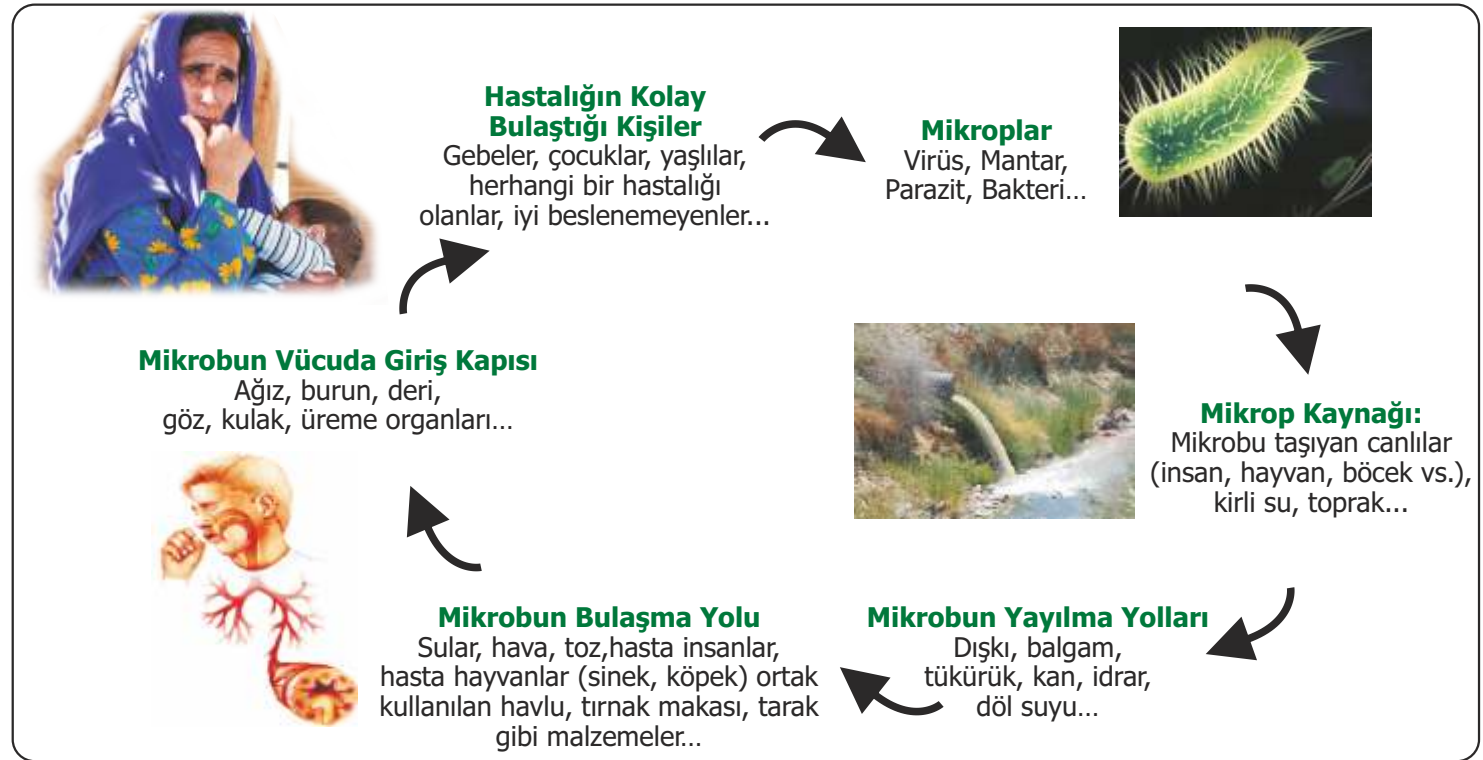 Hastalığın Kolay
Bulaştığı Kişiler
Gebeler, çocuklar, yaşlılar,
herhangi bir hastalığı
olanlar, iyi beslenemeyenler...
Mikroplar
Virüs, Mantar,
Parazit, Bakteri...
Mikrop Kaynağı:
Mikrobu taşıyan canlılar
(insan, hayvan, böcek vs.),
kirli su, toprak...
Mikrobun Yayılma Yolları
Dışkı, balgam,
tükürük, kan, idrar,
döl suyu...
Mikrobun Bulaşma Yolu
Sular, hava, toz,hasta insanlar,
hasta hayvanlar (sinek, köpek) ortak
kullanılan havlu, tırnak makası, tarak
gibi malzemeler...
Mikrobun Vücuda Giriş Kapısı
Ağız, burun, deri,
göz, kulak, üreme organları...